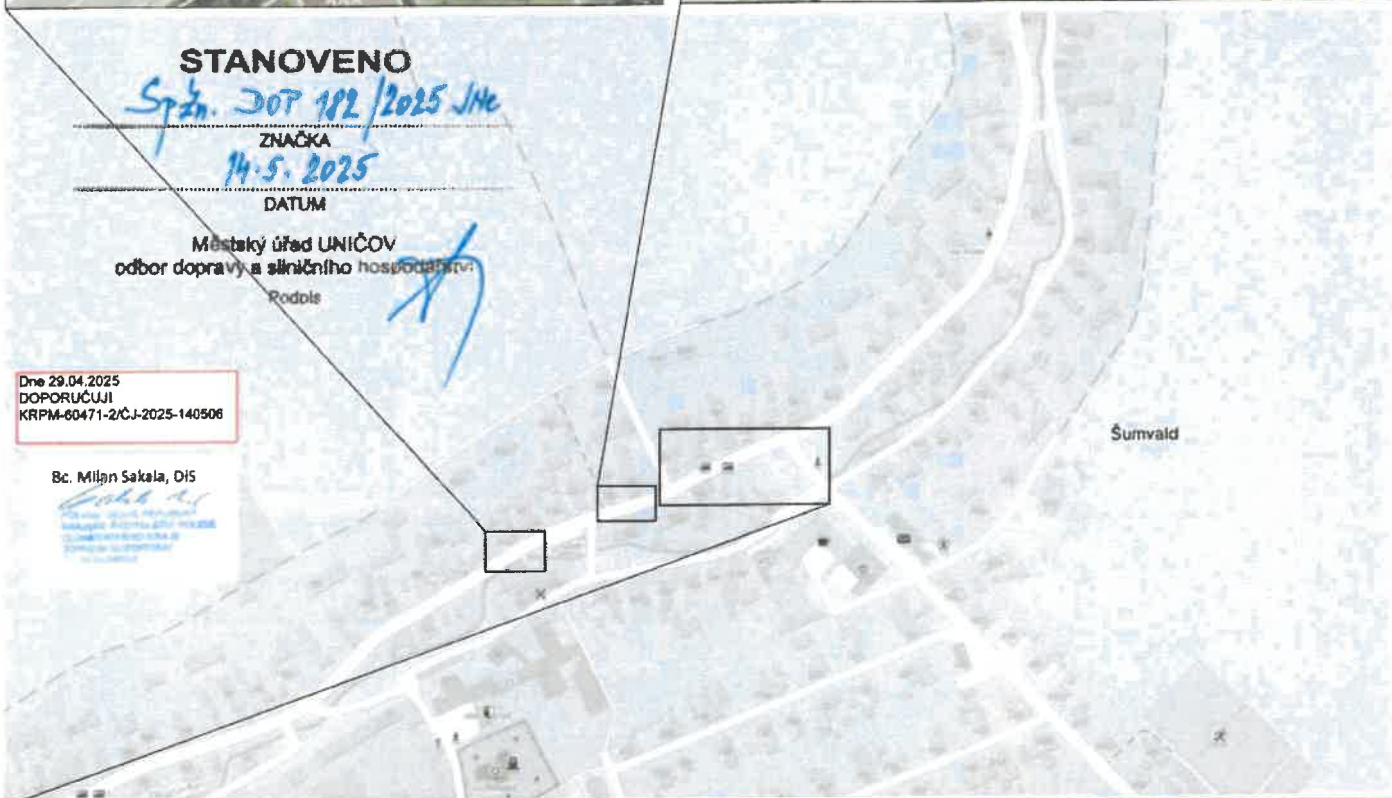 STANOVENO
Sp.Zn. DOP 182/2025 JNe
ZNAČKA
14.5. 2025
DATUM
Městský úřad UNIČOV
odbor dopravy a silničního hospodářství
Podpis
Dne 29.04.2025
DOPORUČUJI
KRPM-60471-2/ČJ-2025-140506
Bc. Milan Sakala, DiS
Šumvald